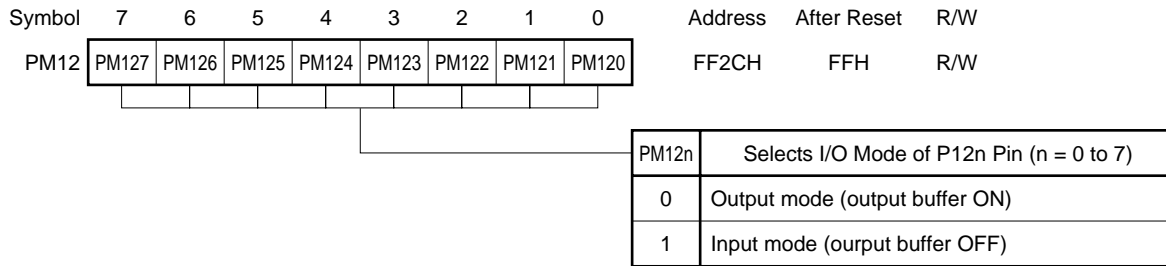 Symbol 7 6 5 4 3 2 1 0 Address After Reset R/W
PM12 PM127 PM126 PM125 PM124 PM123 PM122 PM121 PM120 FF2CH FFH R/W
PM12n Selects I/O Mode of P12n Pin (n = 0 to 7)
0 Output mode (output buffer ON)
1 Input mode (ourput buffer OFF)